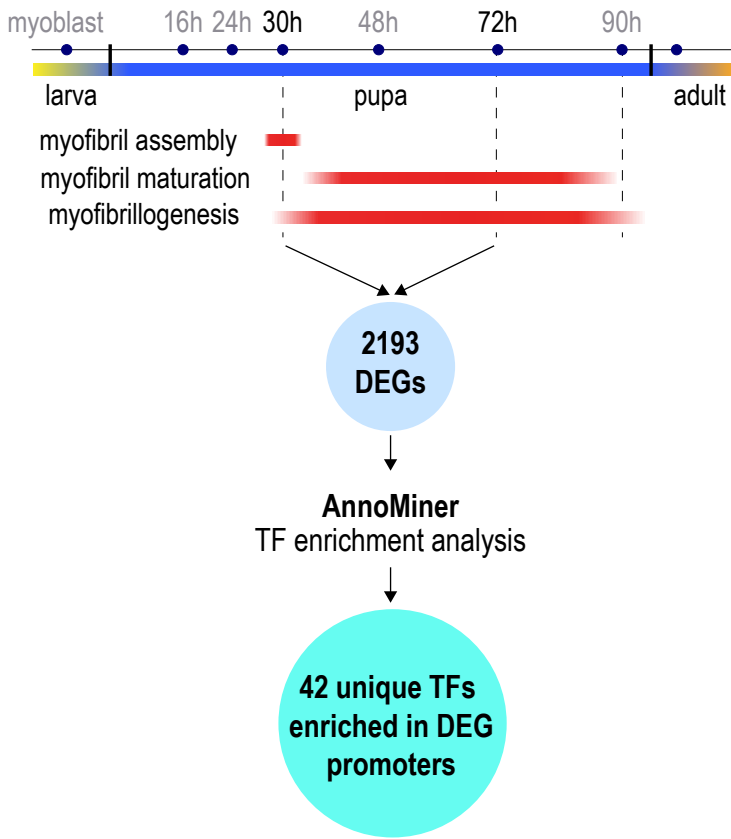 myoblast 16h 24h 30h 48h 72h 90h
larva pupa adult
myofibril assembly
myofibril maturation
myofibrillogenesis
2193
DEGs
AnnoMiner
TF enrichment analysis
42 unique TFs
enriched in DEG
promoters